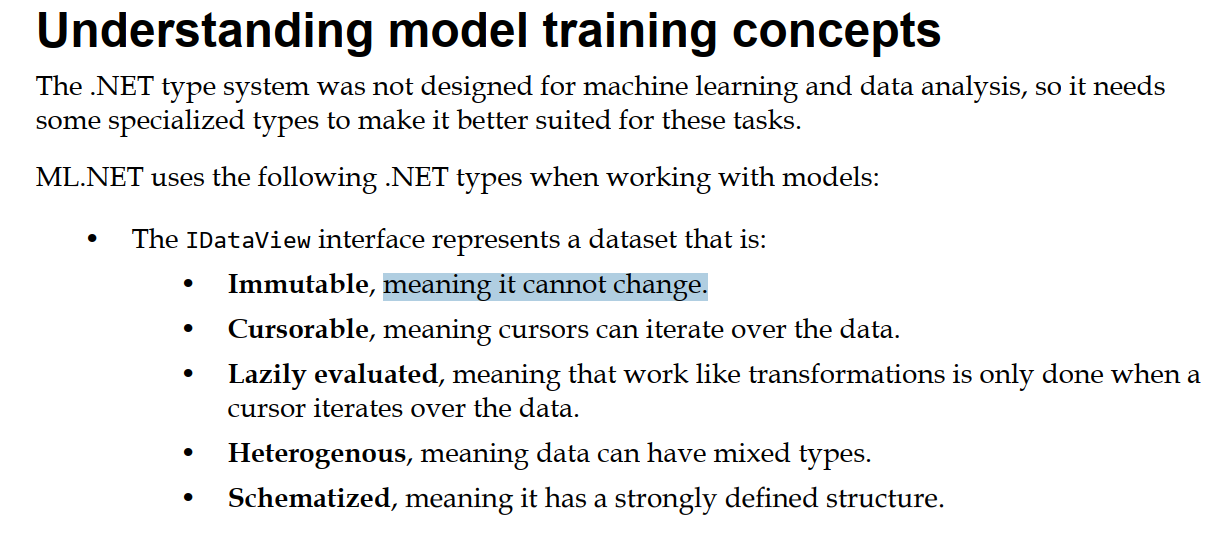 Understanding model training concepts
The .NET type system was not designed for machine learning and data analysis, so it needs
some specialized types to make it better suited for these tasks.
ML.NET uses the following .NET types when working with models:
• The IDataView interface represents a dataset that is:
• Immutable, meaning it cannot change.
• Cursorable, meaning cursors can iterate over the data.
• Lazily evaluated, meaning that work like transformations is only done when a
cursor iterates over the data.
• Heterogenous, meaning data can have mixed types.
• Schematized, meaning it has a strongly defined structure.